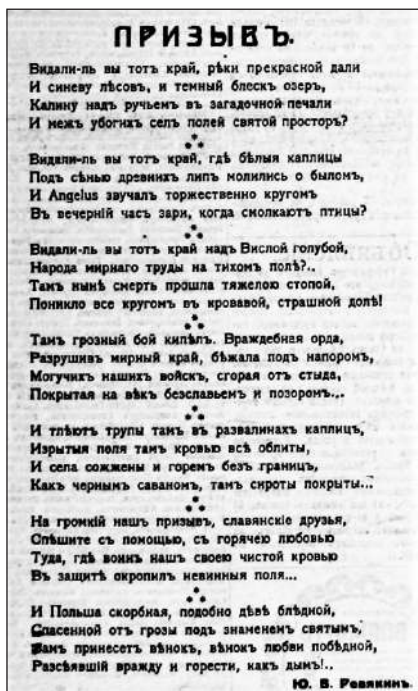 ПРИЗЫВЪ.
Видали-ль вы тотъ край, рѣки прекрасной дали
И синеву лѣсовъ, и темный блескъ озеръ,
Калину надъ ручьемъ въ загадочной печали
И межъ убогихъ селъ полей святой просторъ?
***
Видали-ль вы тотъ край, гдѣ бѣлыя каплицы
Подъ сѣнью древнихъ липъ молились о быломъ,
И Angelus звучалъ торжественно кругомъ
Въ вечерній часъ зари, когда смолкаютъ птицы?
***
Видали-ль вы тотъ край надъ Вислой голубой,
Народа мирнаго труды на тихомъ полѣ?..
Тамъ нынѣ смерть прошла тяжелою стопой,
Поникло все кругомъ въ кровавой, страшной долѣ!
***
Тамъ грозный бой кипѣлъ. Враждебная орда,
Разрушивъ мирный край, бѣжала подъ напоромъ,
Могучихъ нашихъ войскъ, сгорая отъ стыда,
Покрытая на вѣкъ безславьемъ и позоромъ...
***
И тлѣютъ трупы тамъ въ развалинахъ каплицъ,
Изрытыя поля тамъ кровью всѣ облиты,
И села сожжены и горемъ безъ границъ,
Какъ чернымъ саваномъ, тамъ сироты покрыты...
***
На громкій нашъ призывъ, славянскіе друзья,
Спѣшите съ помощью, съ горячею любовью
Туда, гдѣ воинъ нашъ своею чистой кровью
Въ защитѣ окропилъ невинныя поля...
***
И Польша скорбная, подобно дѣвѣ блѣдной,
Спасенной отъ грозы подъ знаменемъ святымъ,
Вамъ принесетъ вѣнокъ, вѣнокъ любви побѣдной,
Разсѣявшій вражду и горести, какъ дымъ!..
Ю. В. Ревякинъ.